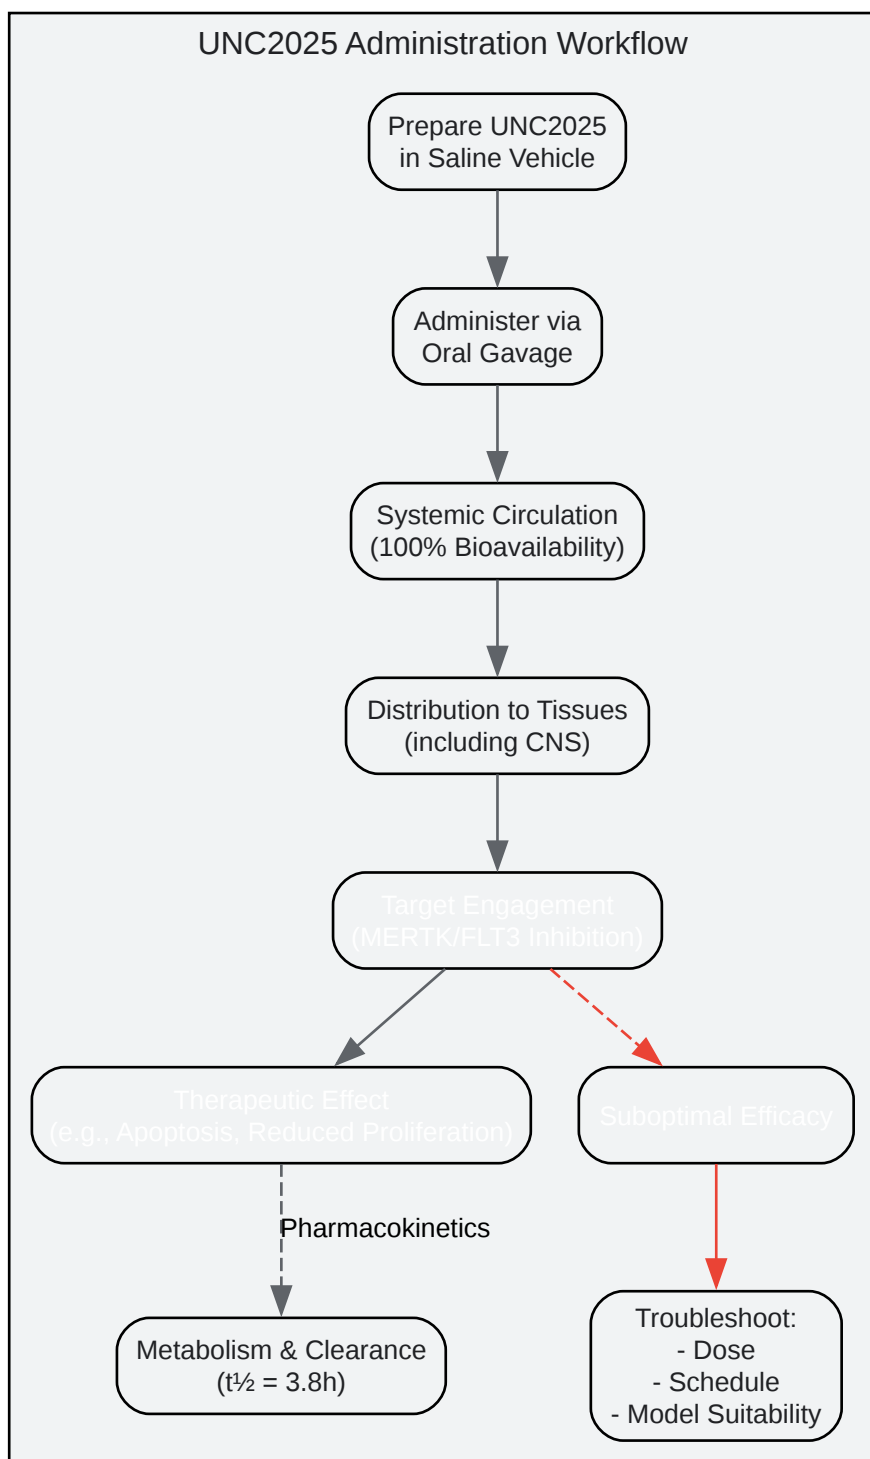 UNC2025 Administration Workflow
Prepare UNC2025
in Saline Vehicle
Administer via
Oral Gavage
Systemic Circulation
(100% Bioavailability)
Distribution to Tissues
(including CNS)
Target Engagement
(MERTK/FLT3 Inhibition)
Therapeutic Effect
(e.g., Apoptosis, Reduced Proliferation)
Suboptimal Efficacy
Pharmacokinetics
Metabolism & Clearance
(t½ = 3.8h)
Troubleshoot:
- Dose
- Schedule
- Model Suitability